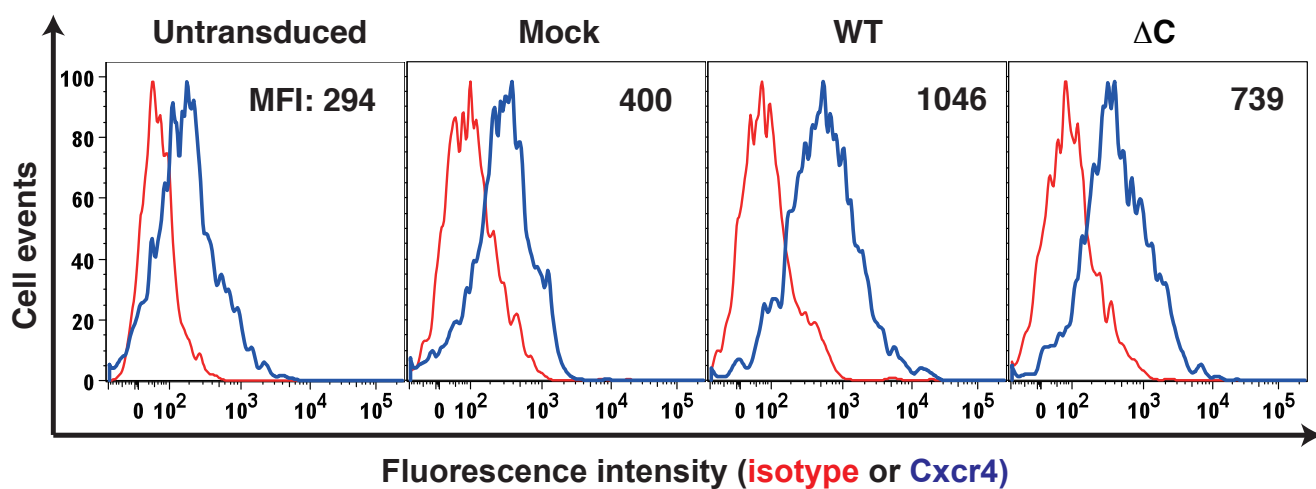 Untransduced Mock WT ΔC
MFI: 294 400 1046 739
100
80
60
40
20
0
Cell events
0 10² 10³ 10⁴ 10⁵ 0 10² 10³ 10⁴ 10⁵ 0 10² 10³ 10⁴ 10⁵ 0 10² 10³ 10⁴ 10⁵
Fluorescence intensity (isotype or Cxcr4)